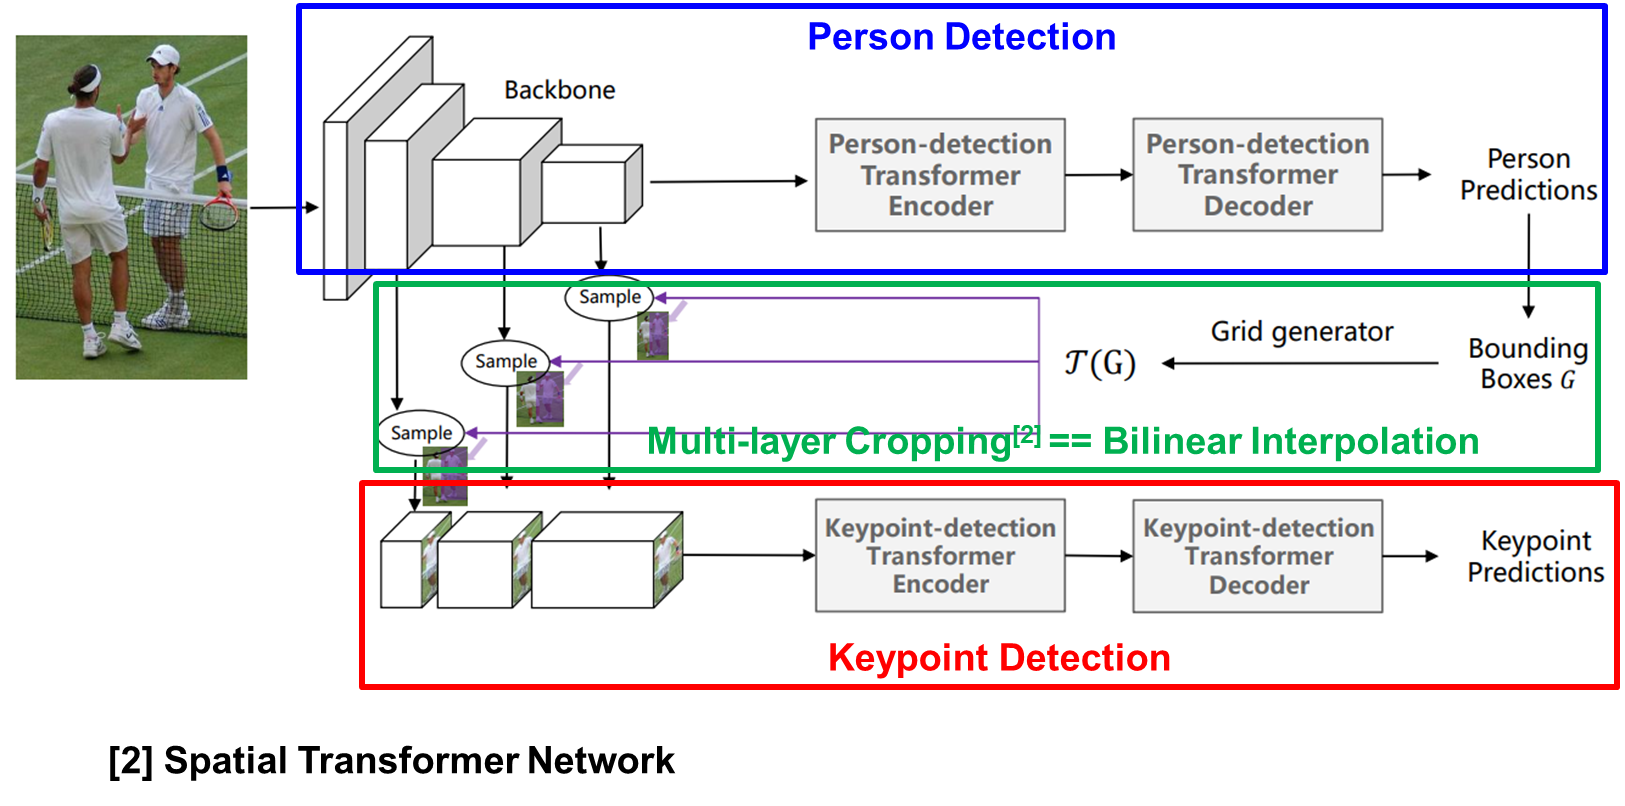 Person Detection
Backbone
Person-detection
Transformer
Encoder
Person-detection
Transformer
Decoder
Person
Predictions
Sample
Sample
Sample
𝒯(G)
Grid generator
Bounding
Boxes G
Multi-layer Cropping[2] == Bilinear Interpolation
Keypoint-detection
Transformer
Encoder
Keypoint-detection
Transformer
Decoder
Keypoint
Predictions
Keypoint Detection
[2] Spatial Transformer Network